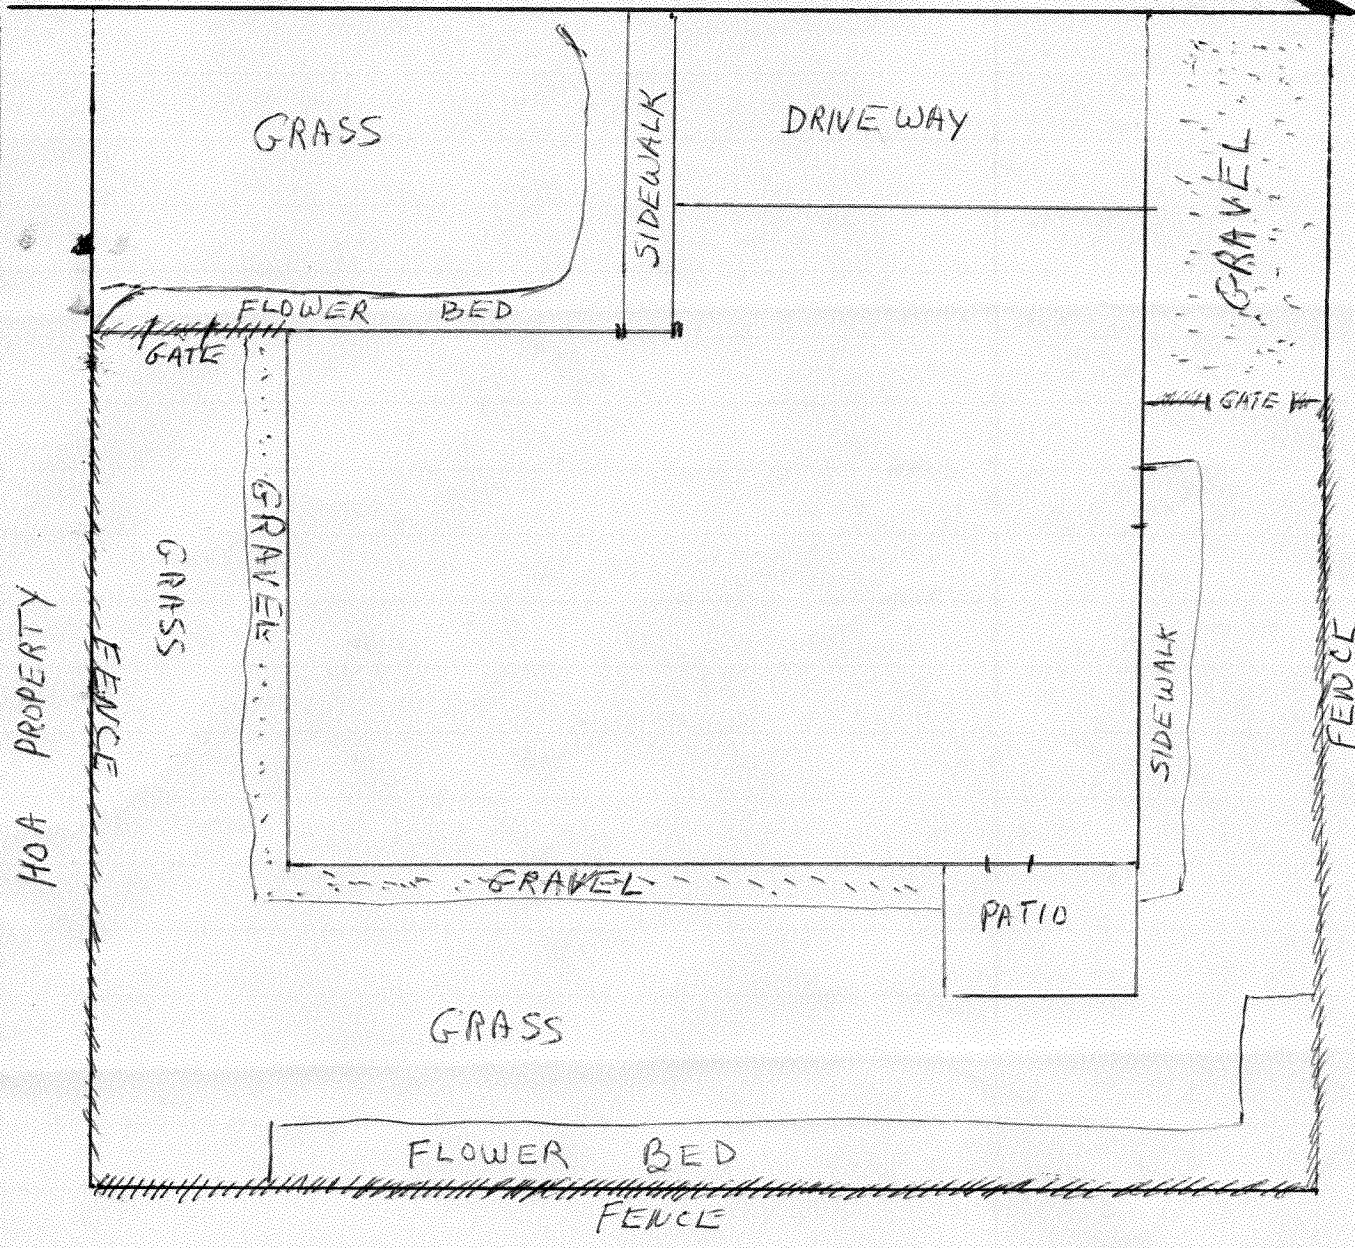 GRASS
SIDEWALK
DRIVEWAY
GRAVEL
FLOWER BED
GATE
GATE
GRAVEL
GRASS
HOA PROPERTY
FENCE
SIDEWALK
FENCE
GRAVEL
PATIO
GRASS
FLOWER BED
FENCE